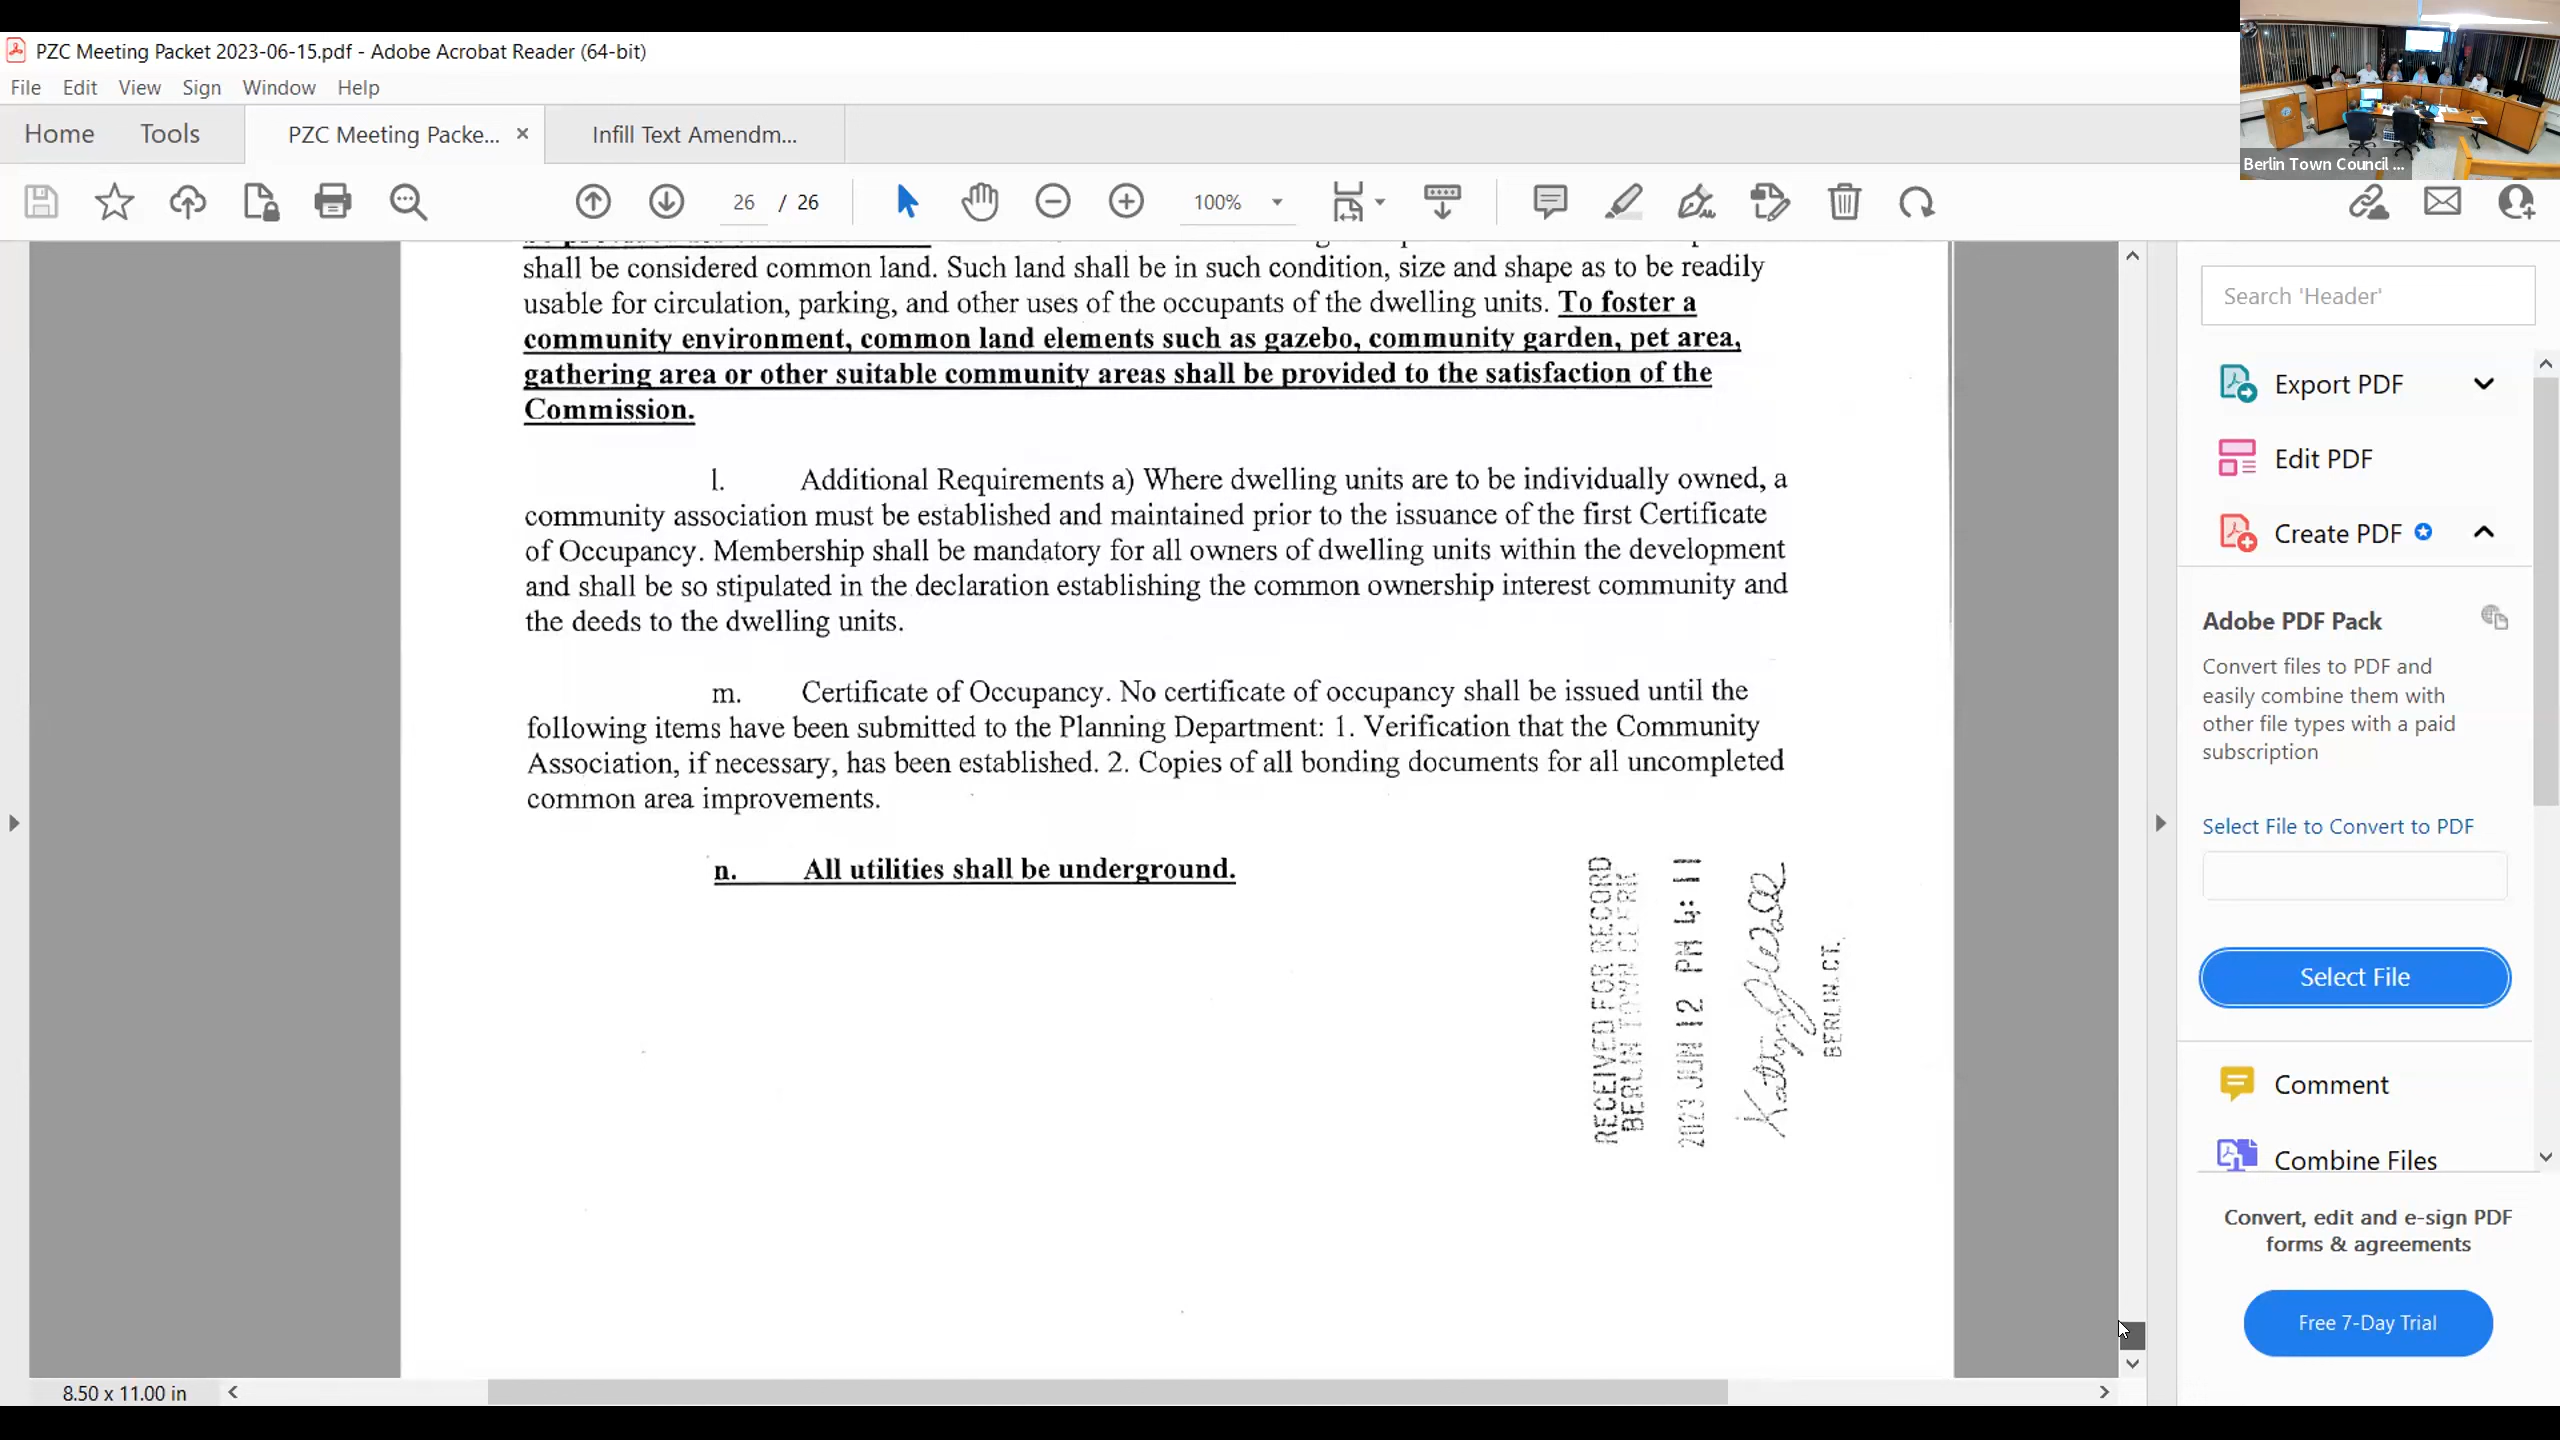 PZC Meeting Packet 2023-06-15.pdf - Adobe Acrobat Reader (64-bit)
File Edit View Sign Window Help
Home Tools PZC Meeting Packe... Infill Text Amendm...
26 / 26 100%
Berlin Town Council ...
shall be considered common land. Such land shall be in such condition, size and shape as to be readily
usable for circulation, parking, and other uses of the occupants of the dwelling units. To foster a
community environment, common land elements such as gazebo, community garden, pet area,
gathering area or other suitable community areas shall be provided to the satisfaction of the
Commission.
l. Additional Requirements a) Where dwelling units are to be individually owned, a
community association must be established and maintained prior to the issuance of the first Certificate
of Occupancy. Membership shall be mandatory for all owners of dwelling units within the development
and shall be so stipulated in the declaration establishing the common ownership interest community and
the deeds to the dwelling units.
m. Certificate of Occupancy. No certificate of occupancy shall be issued until the
following items have been submitted to the Planning Department: 1. Verification that the Community
Association, if necessary, has been established. 2. Copies of all bonding documents for all uncompleted
common area improvements.
n. All utilities shall be underground.
RECEIVED FOR RECORD
BERLIN TOWN CLERK
2023 JUN 12 PM 4: 11
BERLIN. CT.
8.50 x 11.00 in
Search 'Header'
Export PDF
Edit PDF
Create PDF
Adobe PDF Pack
Convert files to PDF and
easily combine them with
other file types with a paid
subscription
Select File to Convert to PDF
Select File
Comment
Combine Files
Convert, edit and e-sign PDF
forms & agreements
Free 7-Day Trial